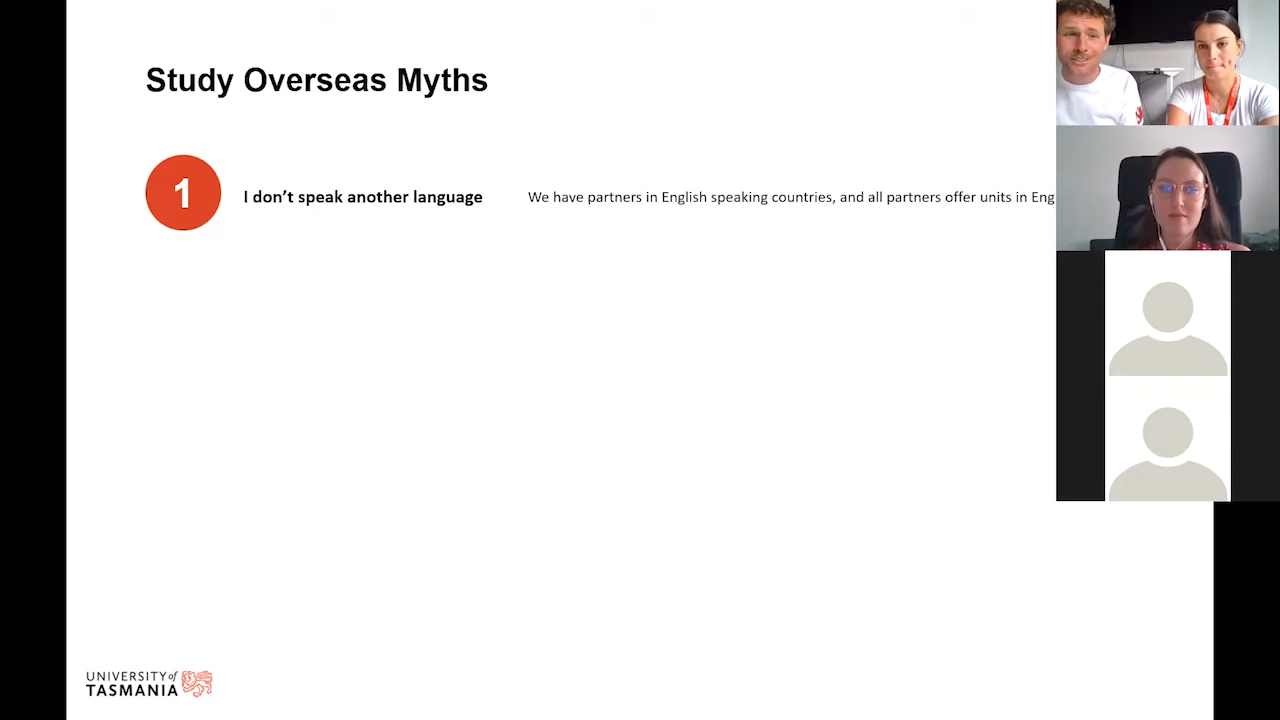 Study Overseas Myths
1
I don’t speak another language
We have partners in English speaking countries, and all partners offer units in Eng
UNIVERSITY of
TASMANIA